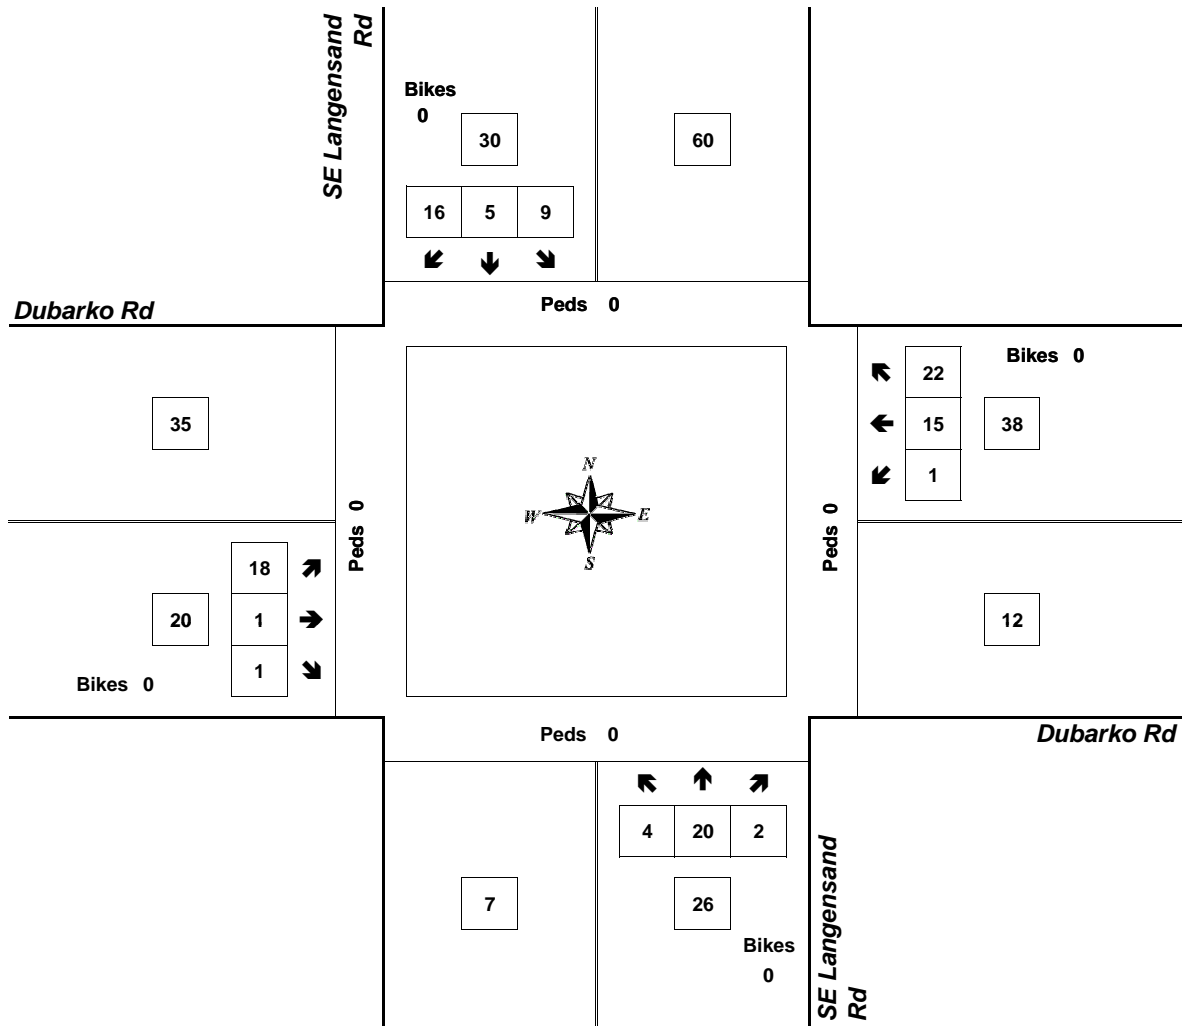 SE Langensand
Rd
Bikes
0
30
60
16 5 9
Peds 0
Dubarko Rd
Bikes 0
22
35
15
38
1
N
W E
S
Peds 0
Peds 0
18
20
1
12
1
Bikes 0
Peds 0
Dubarko Rd
4 20 2
7
26
Bikes
0
SE Langensand
Rd